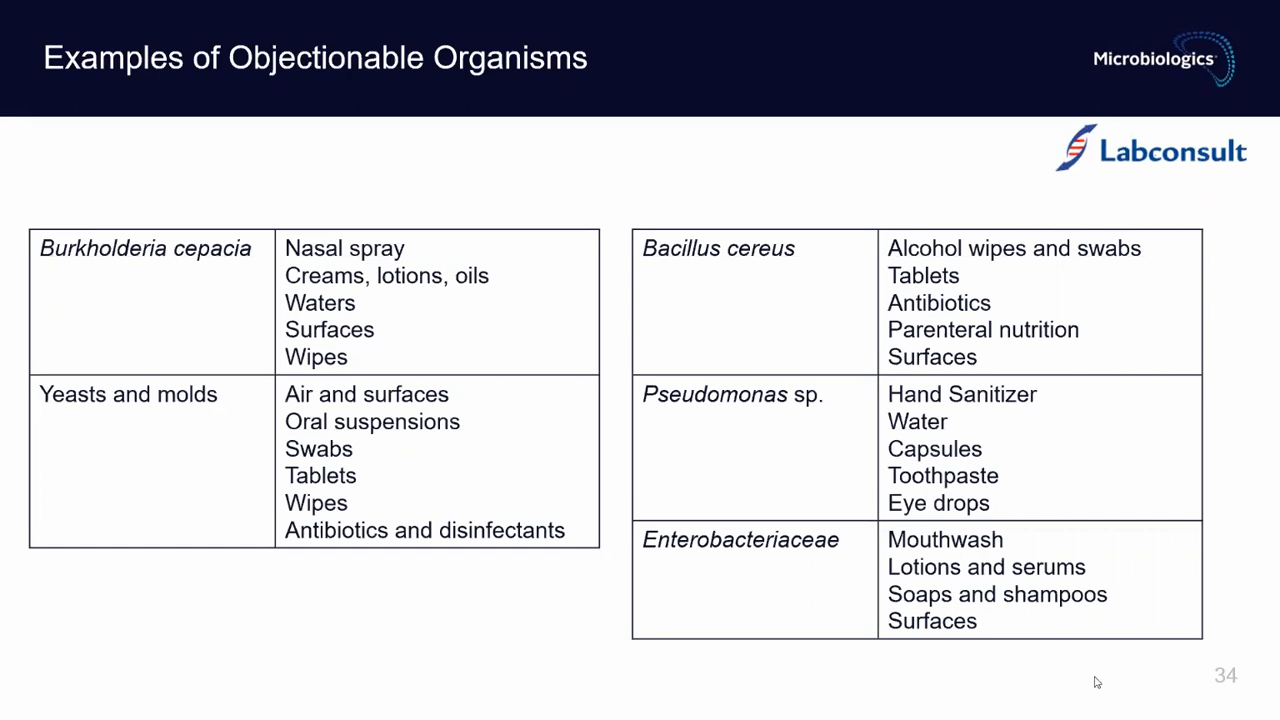 Examples of Objectionable Organisms
Microbiologics
Labconsult
Burkholderia cepacia
Nasal spray
Creams, lotions, oils
Waters
Surfaces
Wipes
Yeasts and molds
Air and surfaces
Oral suspensions
Swabs
Tablets
Wipes
Antibiotics and disinfectants
Bacillus cereus
Alcohol wipes and swabs
Tablets
Antibiotics
Parenteral nutrition
Surfaces
Pseudomonas sp.
Hand Sanitizer
Water
Capsules
Toothpaste
Eye drops
Enterobacteriaceae
Mouthwash
Lotions and serums
Soaps and shampoos
Surfaces
34